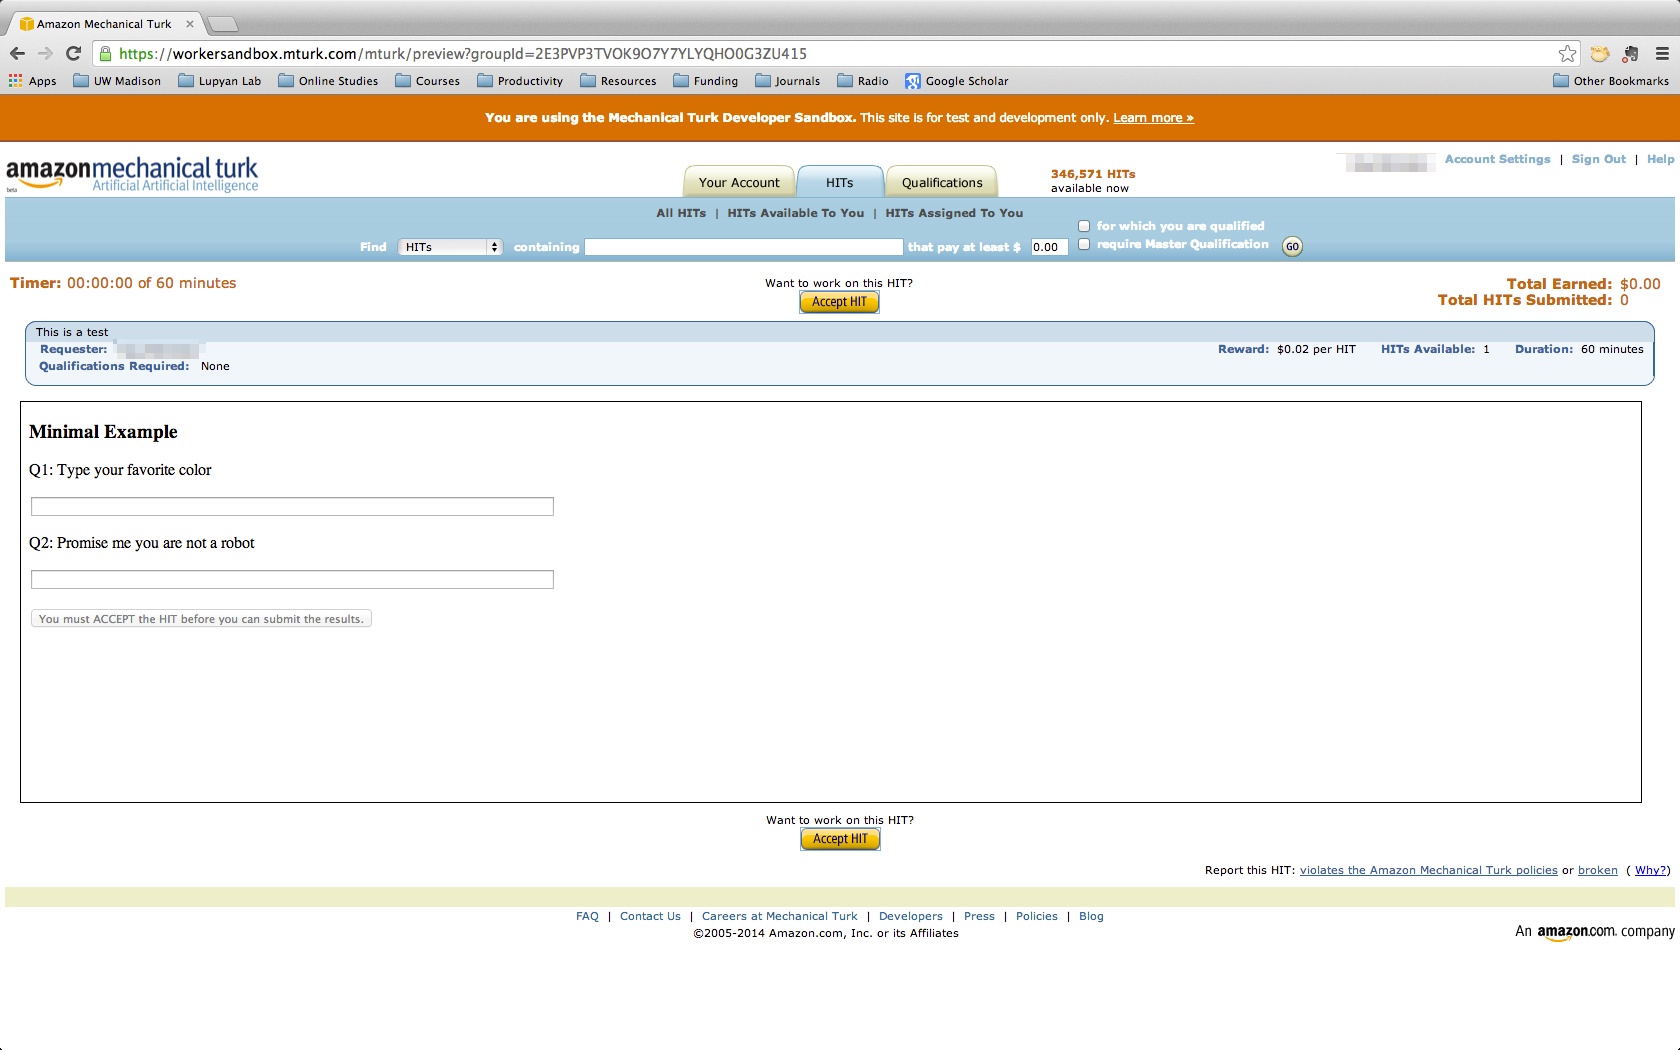 Amazon Mechanical Turk
https://workersandbox.mturk.com/mturk/preview?groupId=2E3PVP3TVOK9O7Y7YLYQHO0G3ZU415
Apps UW Madison Lupyan Lab Online Studies Courses Productivity Resources Funding Journals Radio Google Scholar Other Bookmarks
You are using the Mechanical Turk Developer Sandbox. This site is for test and development only. Learn more »
amazonmechanical turk
beta Artificial Artificial Intelligence
Your Account HITs Qualifications
346,571 HITs
available now
Account Settings | Sign Out | Help
All HITs | HITs Available To You | HITs Assigned To You
Find HITs containing that pay at least $ 0.00
for which you are qualified
require Master Qualification
GO
Timer: 00:00:00 of 60 minutes
Want to work on this HIT?
Accept HIT
Total Earned: $0.00
Total HITs Submitted: 0
This is a test
Requester:
Reward: $0.02 per HIT HITs Available: 1 Duration: 60 minutes
Qualifications Required: None
Minimal Example
Q1: Type your favorite color
Q2: Promise me you are not a robot
You must ACCEPT the HIT before you can submit the results.
Want to work on this HIT?
Accept HIT
Report this HIT: violates the Amazon Mechanical Turk policies or broken ( Why?)
FAQ | Contact Us | Careers at Mechanical Turk | Developers | Press | Policies | Blog
©2005-2014 Amazon.com, Inc. or its Affiliates
An amazon.com. company